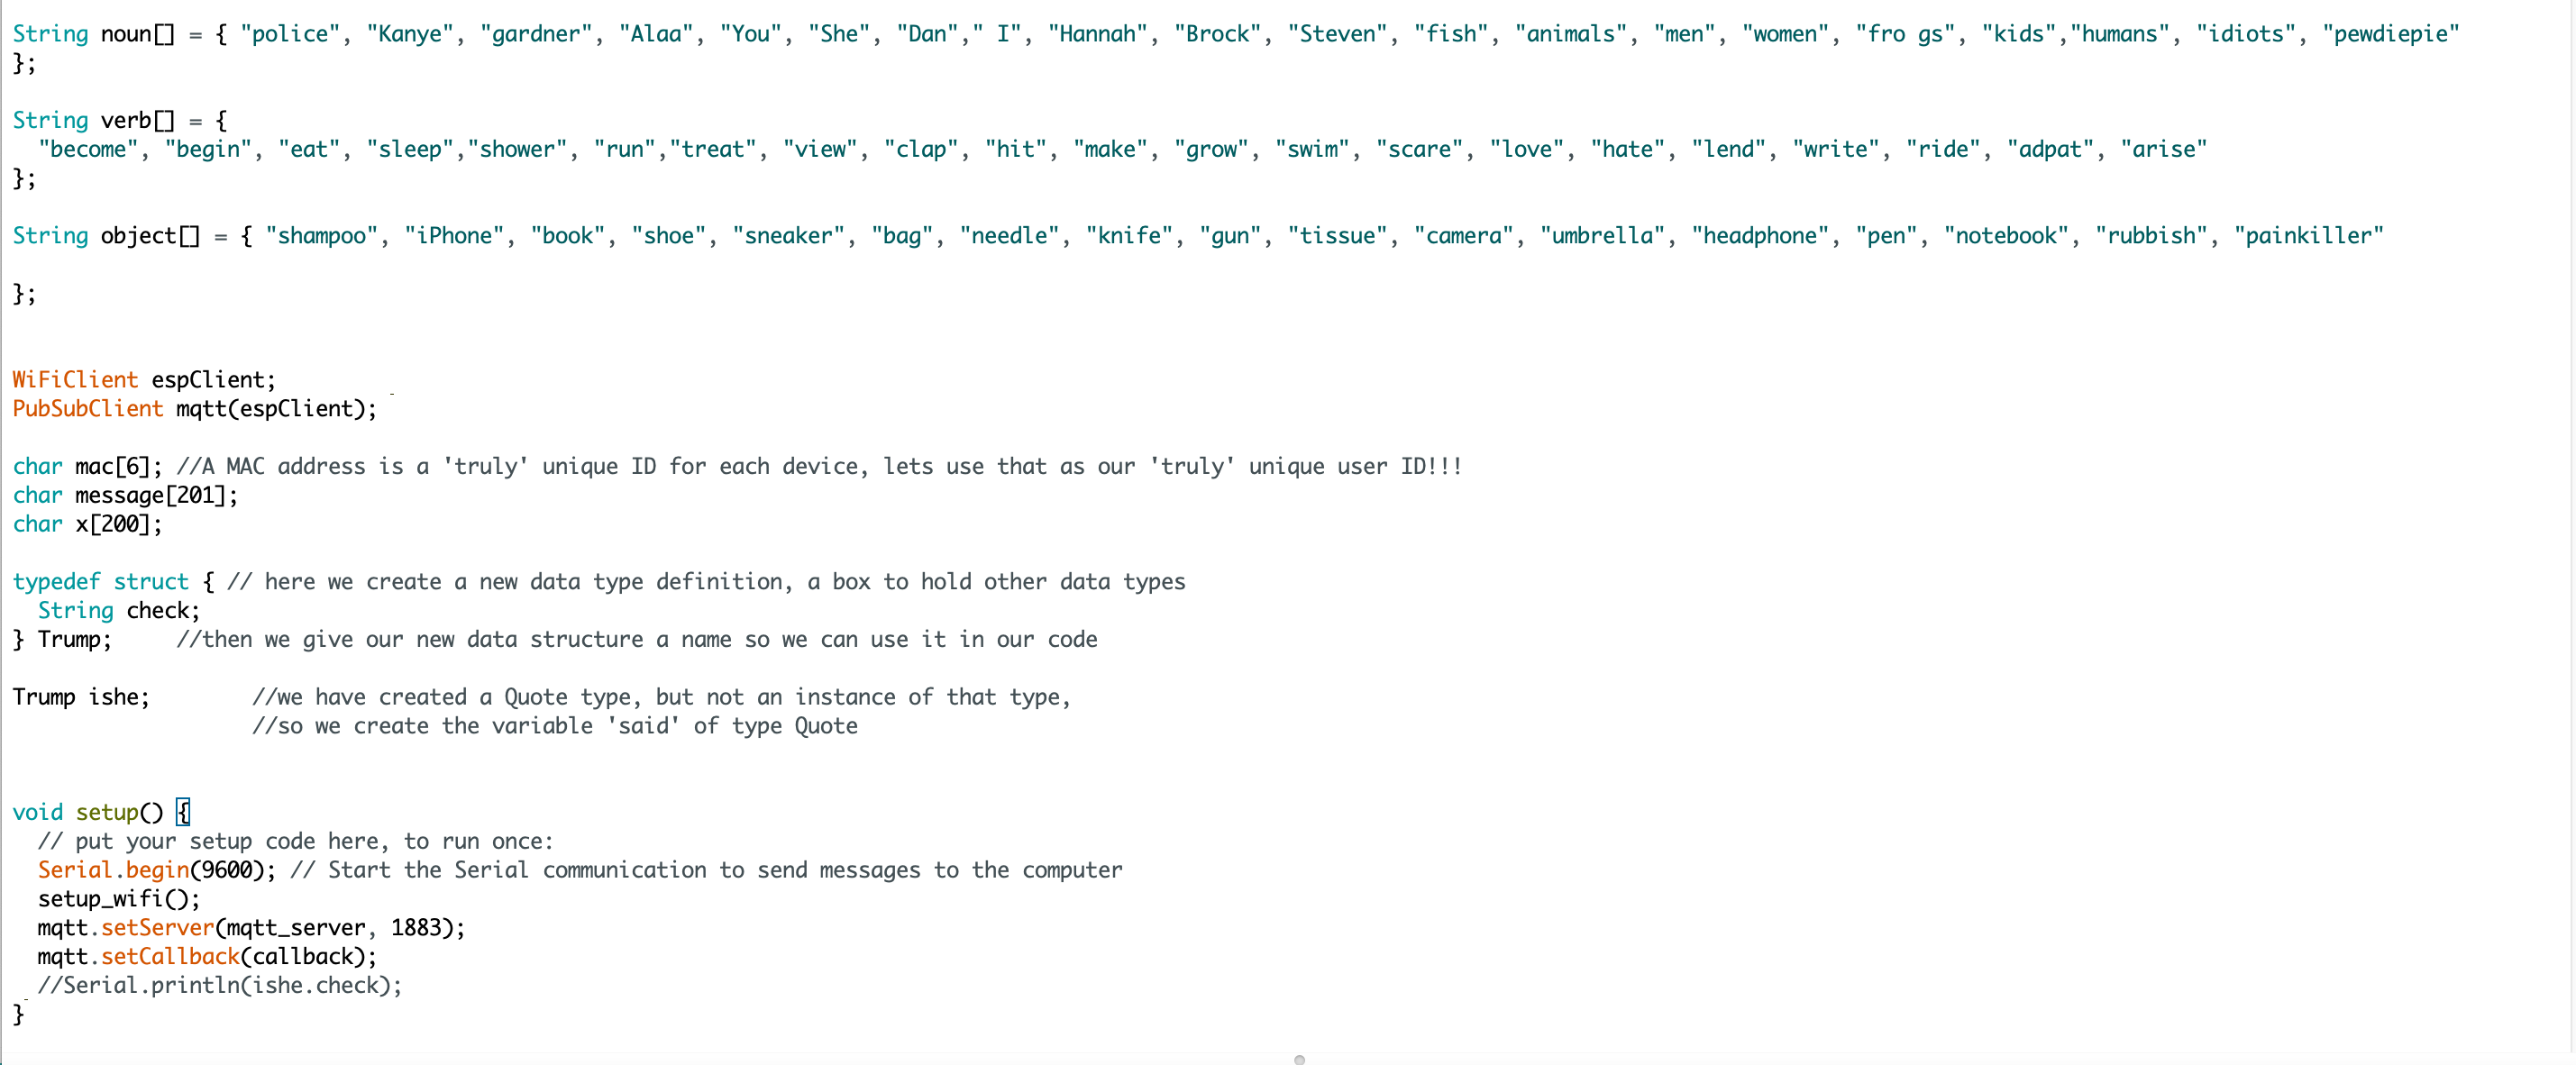 String noun[] = { "police", "Kanye", "gardner", "Alaa", "You", "She", "Dan"," I", "Hannah", "Brock", "Steven", "fish", "animals", "men", "women", "fro gs", "kids","humans", "idiots", "pewdiepie"
};
String verb[] = {
"become", "begin", "eat", "sleep","shower", "run","treat", "view", "clap", "hit", "make", "grow", "swim", "scare", "love", "hate", "lend", "write", "ride", "adpat", "arise"
};
String object[] = { "shampoo", "iPhone", "book", "shoe", "sneaker", "bag", "needle", "knife", "gun", "tissue", "camera", "umbrella", "headphone", "pen", "notebook", "rubbish", "painkiller"
};
WiFiClient espClient;
PubSubClient mqtt(espClient);
char mac[6]; //A MAC address is a 'truly' unique ID for each device, lets use that as our 'truly' unique user ID!!!
char message[201];
char x[200];
typedef struct { // here we create a new data type definition, a box to hold other data types
String check;
} Trump; //then we give our new data structure a name so we can use it in our code
Trump ishe; //we have created a Quote type, but not an instance of that type,
//so we create the variable 'said' of type Quote
void setup() {
// put your setup code here, to run once:
Serial.begin(9600); // Start the Serial communication to send messages to the computer
setup_wifi();
mqtt.setServer(mqtt_server, 1883);
mqtt.setCallback(callback);
//Serial.println(ishe.check);
}